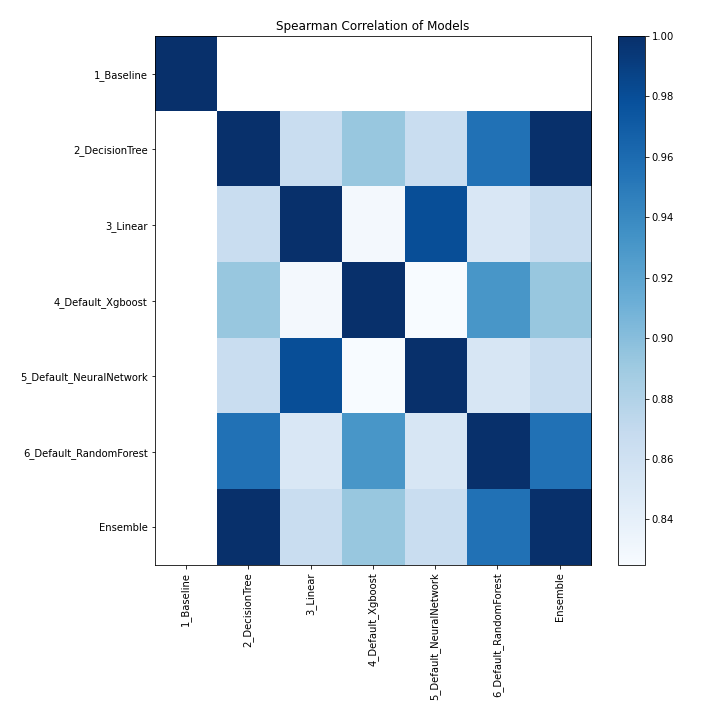 Spearman Correlation of Models
1_Baseline
2_DecisionTree
3_Linear
4_Default_Xgboost
5_Default_NeuralNetwork
6_Default_RandomForest
Ensemble
1_Baseline
2_DecisionTree
3_Linear
4_Default_Xgboost
5_Default_NeuralNetwork
6_Default_RandomForest
Ensemble
1.00
0.98
0.96
0.94
0.92
0.90
0.88
0.86
0.84